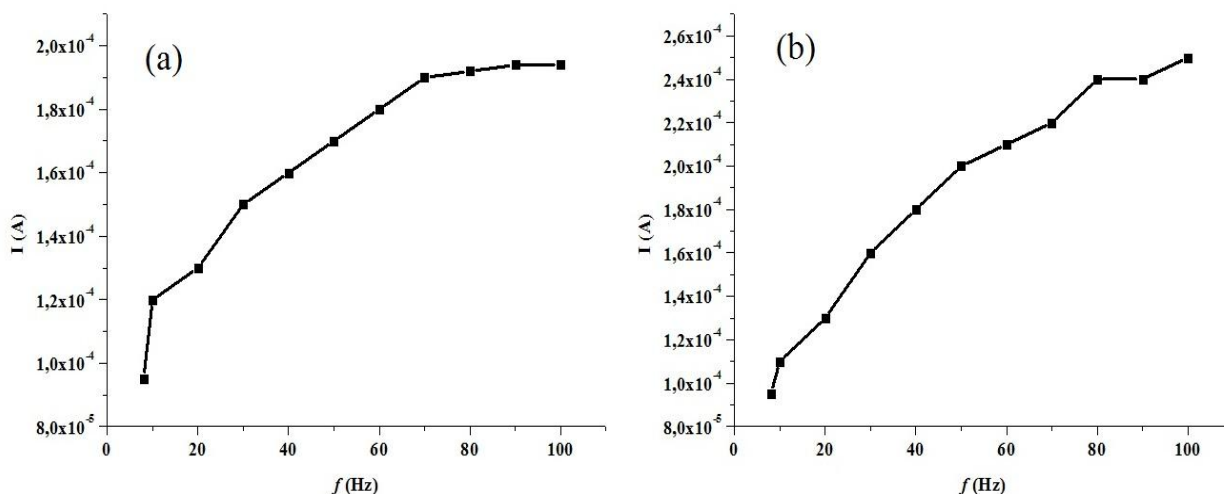 (a)
I (A)
2,0x10⁻⁴
1,8x10⁻⁴
1,6x10⁻⁴
1,4x10⁻⁴
1,2x10⁻⁴
1,0x10⁻⁴
8,0x10⁻⁵
0 20 40 60 80 100
f (Hz)
(b)
I (A)
2,6x10⁻⁴
2,4x10⁻⁴
2,2x10⁻⁴
2,0x10⁻⁴
1,8x10⁻⁴
1,6x10⁻⁴
1,4x10⁻⁴
1,2x10⁻⁴
1,0x10⁻⁴
8,0x10⁻⁵
0 20 40 60 80 100
f (Hz)